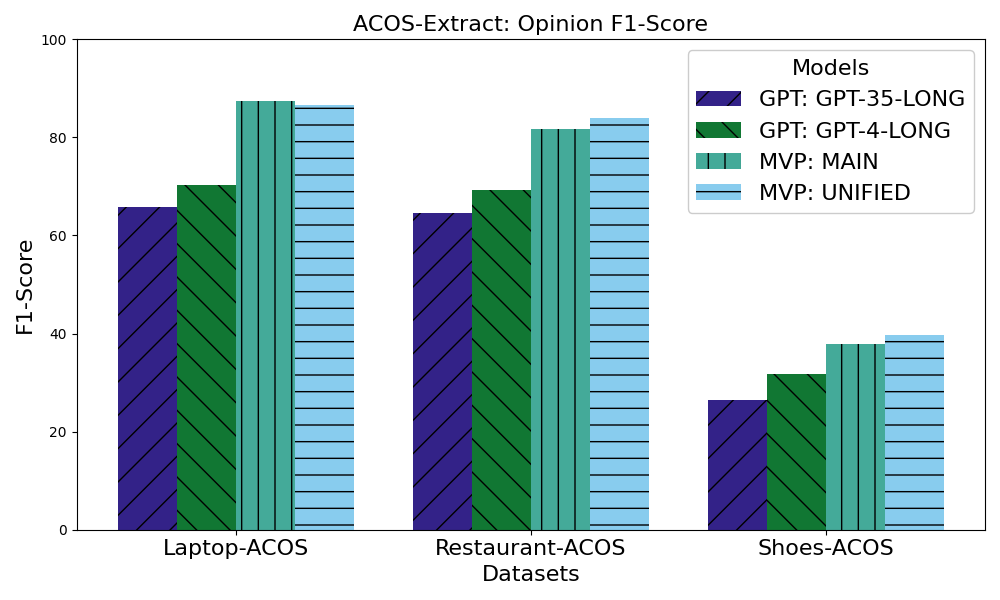 ACOS-Extract: Opinion F1-Score
F1-Score
100
80
60
40
20
0
Models
GPT: GPT-35-LONG
GPT: GPT-4-LONG
MVP: MAIN
MVP: UNIFIED
Laptop-ACOS
Restaurant-ACOS
Shoes-ACOS
Datasets